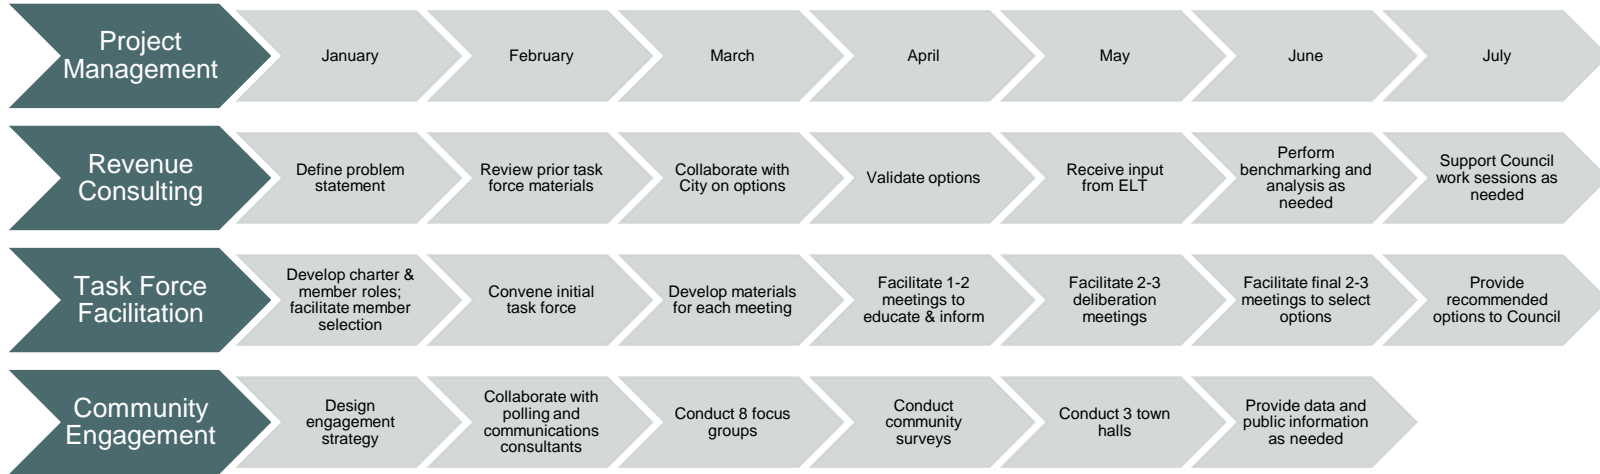 Project
Management
January
February
March
April
May
June
July
Revenue
Consulting
Define problem
statement
Review prior task
force materials
Collaborate with
City on options
Validate options
Receive input
from ELT
Perform
benchmarking and
analysis as
needed
Support Council
work sessions as
needed
Task Force
Facilitation
Develop charter &
member roles;
facilitate member
selection
Convene initial
task force
Develop materials
for each meeting
Facilitate 1-2
meetings to
educate & inform
Facilitate 2-3
deliberation
meetings
Facilitate final 2-3
meetings to select
options
Provide
recommended
options to Council
Community
Engagement
Design
engagement
strategy
Collaborate with
polling and
communications
consultants
Conduct 8 focus
groups
Conduct
community
surveys
Conduct 3 town
halls
Provide data and
public information
as needed